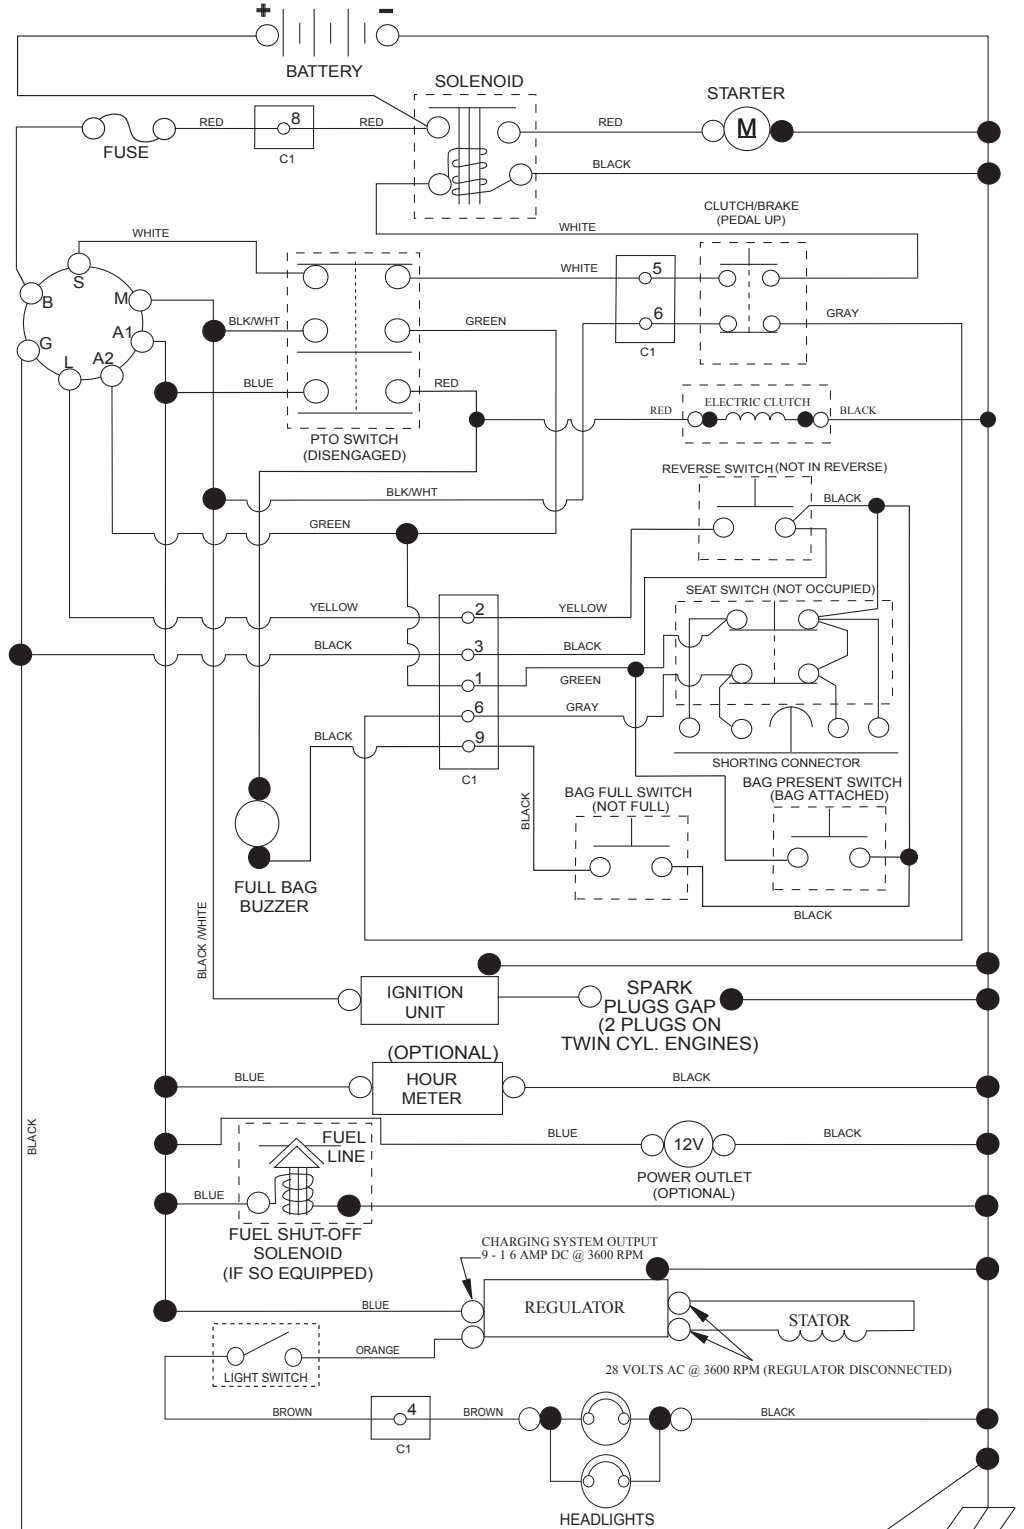 + -
BATTERY
SOLENOID
STARTER
M
RED
8
RED
RED
FUSE
C1
BLACK
CLUTCH/BRAKE
(PEDAL UP)
WHITE
WHITE
S
WHITE
5
B
M
BLK/WHT
GREEN
6
GRAY
A1
G
C1
L
A2
BLUE
RED
RED
ELECTRIC CLUTCH
BLACK
PTO SWITCH
(DISENGAGED)
REVERSE SWITCH (NOT IN REVERSE)
BLK/WHT
BLACK
GREEN
SEAT SWITCH (NOT OCCUPIED)
YELLOW
2
YELLOW
BLACK
3
BLACK
1
GREEN
6
GRAY
BLACK
9
C1
SHORTING CONNECTOR
BAG PRESENT SWITCH
(BAG ATTACHED)
BAG FULL SWITCH
(NOT FULL)
BLACK
FULL BAG
BUZZER
BLACK
BLACK /WHITE
IGNITION
UNIT
SPARK
PLUGS GAP
(2 PLUGS ON
TWIN CYL. ENGINES)
(OPTIONAL)
BLUE
HOUR
METER
BLACK
BLACK
FUEL
LINE
BLUE
12V
BLACK
POWER OUTLET
(OPTIONAL)
BLUE
FUEL SHUT-OFF
SOLENOID
(IF SO EQUIPPED)
CHARGING SYSTEM OUTPUT
9 - 1 6 AMP DC @ 3600 RPM
BLUE
REGULATOR
STATOR
ORANGE
LIGHT SWITCH
28 VOLTS AC @ 3600 RPM (REGULATOR DISCONNECTED)
BROWN
4
BROWN
BLACK
C1
HEADLIGHTS